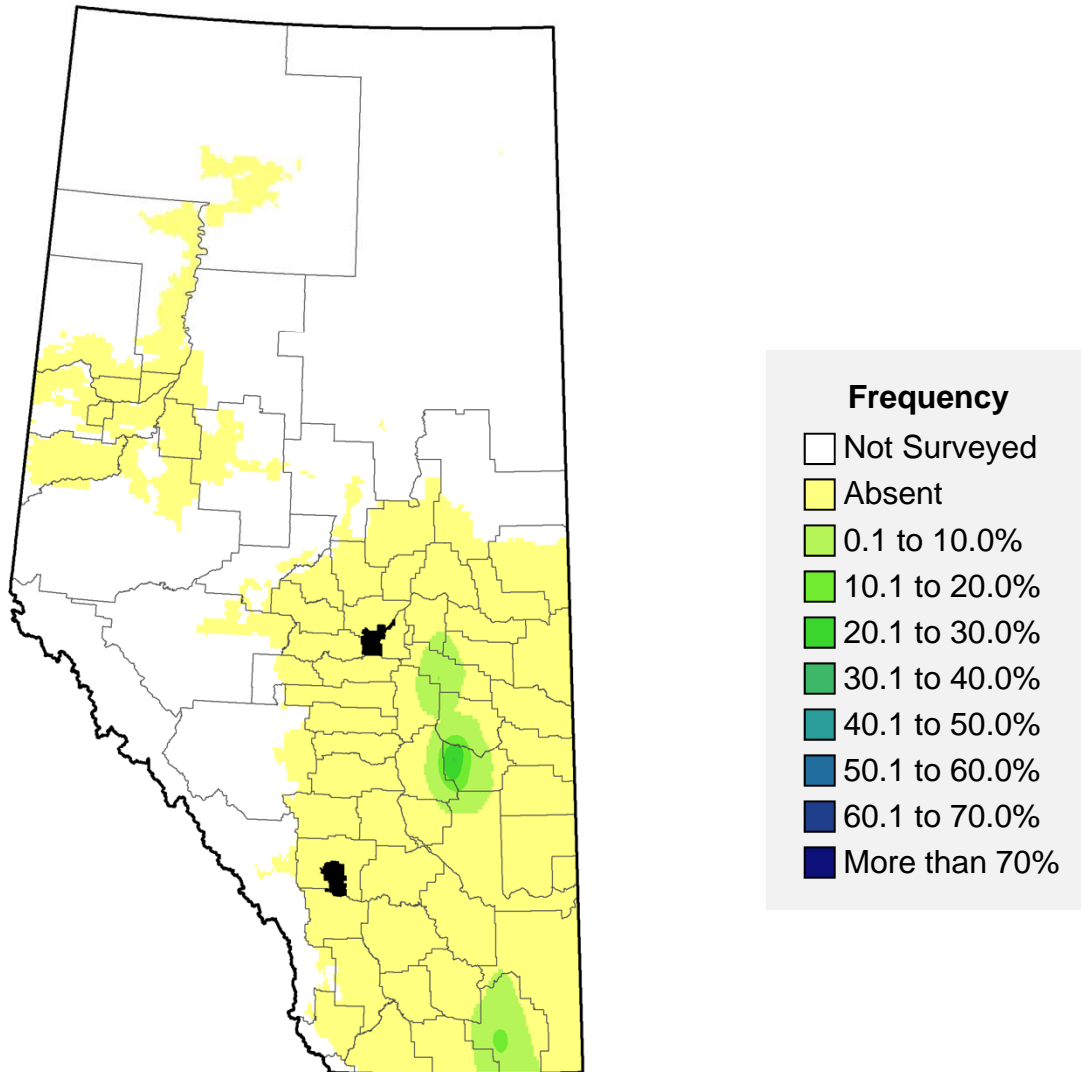 Frequency
Not Surveyed
Absent
0.1 to 10.0%
10.1 to 20.0%
20.1 to 30.0%
30.1 to 40.0%
40.1 to 50.0%
50.1 to 60.0%
60.1 to 70.0%
More than 70%